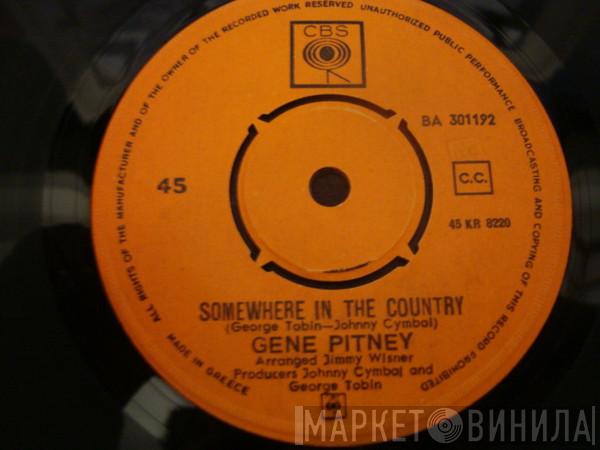 ALL RIGHTS OF THE MANUFACTURER AND OF THE OWNER OF THE RECORDED WORK RESERVED UNAUTHORIZED PUBLIC PERFORMANCE BROADCASTING AND COPYING OF THIS RECORD PROHIBITED
CBS
BA 301192
45
C.C.
45 KR 8220
SOMEWHERE IN THE COUNTRY
(George Tobin—Johnny Cymbal)
GENE PITNEY
Arranged Jimmy Wisner
Producers Johnny Cymbal and
George Tobin
MADE IN GREECE
МАРКЕТ ВИНИЛА